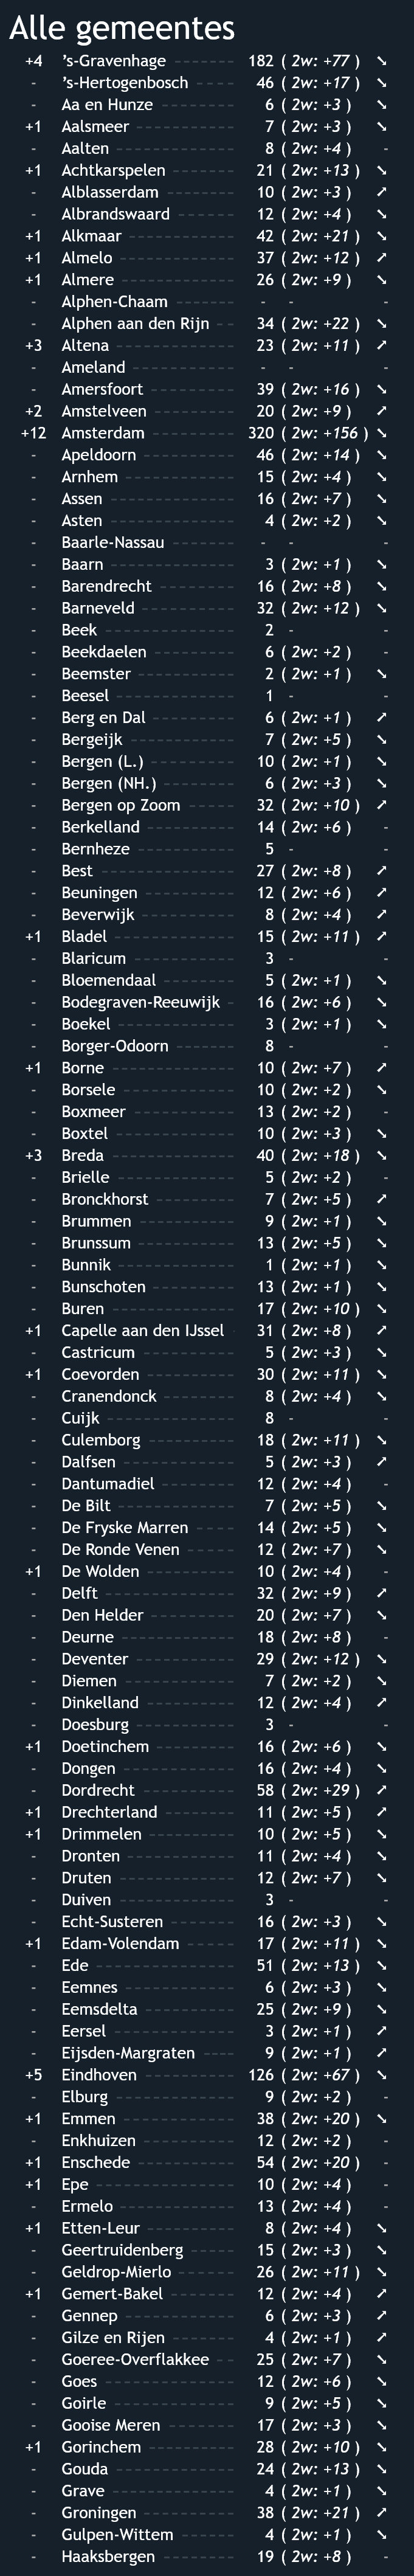 Alle gemeentes
+4 's-Gravenhage 182 ( 2w: +77 ) ➘
- 's-Hertogenbosch 46 ( 2w: +17 ) ➘
- Aa en Hunze 6 ( 2w: +3 ) ➘
+1 Aalsmeer 7 ( 2w: +3 ) ➘
- Aalten 8 ( 2w: +4 ) -
+1 Achtkarspelen 21 ( 2w: +13 ) ➘
- Alblasserdam 10 ( 2w: +3 ) ➚
- Albrandswaard 12 ( 2w: +4 ) ➘
+1 Alkmaar 42 ( 2w: +21 ) ➘
+1 Almelo 37 ( 2w: +12 ) ➚
+1 Almere 26 ( 2w: +9 ) ➘
- Alphen-Chaam - - -
- Alphen aan den Rijn 34 ( 2w: +22 ) ➘
+3 Altena 23 ( 2w: +11 ) ➚
- Ameland - - -
- Amersfoort 39 ( 2w: +16 ) ➘
+2 Amstelveen 20 ( 2w: +9 ) ➚
+12 Amsterdam 320 ( 2w: +156 ) ➘
- Apeldoorn 46 ( 2w: +14 ) ➘
- Arnhem 15 ( 2w: +4 ) ➘
- Assen 16 ( 2w: +7 ) ➘
- Asten 4 ( 2w: +2 ) ➘
- Baarle-Nassau - - -
- Baarn 3 ( 2w: +1 ) ➘
- Barendrecht 16 ( 2w: +8 ) ➘
- Barneveld 32 ( 2w: +12 ) ➘
- Beek 2 - -
- Beekdaelen 6 ( 2w: +2 ) -
- Beemster 2 ( 2w: +1 ) ➘
- Beesel 1 - -
- Berg en Dal 6 ( 2w: +1 ) ➚
- Bergeijk 7 ( 2w: +5 ) ➘
- Bergen (L.) 10 ( 2w: +1 ) ➘
- Bergen (NH.) 6 ( 2w: +3 ) ➘
- Bergen op Zoom 32 ( 2w: +10 ) ➚
- Berkelland 14 ( 2w: +6 ) -
- Bernheze 5 - -
- Best 27 ( 2w: +8 ) ➚
- Beuningen 12 ( 2w: +6 ) ➚
- Beverwijk 8 ( 2w: +4 ) ➚
+1 Bladel 15 ( 2w: +11 ) ➚
- Blaricum 3 - -
- Bloemendaal 5 ( 2w: +1 ) ➘
- Bodegraven-Reeuwijk 16 ( 2w: +6 ) ➘
- Boekel 3 ( 2w: +1 ) ➘
- Borger-Odoorn 8 - -
+1 Borne 10 ( 2w: +7 ) ➚
- Borsele 10 ( 2w: +2 ) ➘
- Boxmeer 13 ( 2w: +2 ) -
- Boxtel 10 ( 2w: +3 ) ➘
+3 Breda 40 ( 2w: +18 ) ➘
- Brielle 5 ( 2w: +2 ) -
- Bronckhorst 7 ( 2w: +5 ) ➚
- Brummen 9 ( 2w: +1 ) ➘
- Brunssum 13 ( 2w: +5 ) ➘
- Bunnik 1 ( 2w: +1 ) ➘
- Bunschoten 13 ( 2w: +1 ) ➘
- Buren 17 ( 2w: +10 ) ➘
+1 Capelle aan den IJssel 31 ( 2w: +8 ) ➚
- Castricum 5 ( 2w: +3 ) ➘
+1 Coevorden 30 ( 2w: +11 ) ➘
- Cranendonck 8 ( 2w: +4 ) ➘
- Cuijk 8 - -
- Culemborg 18 ( 2w: +11 ) ➘
- Dalfsen 5 ( 2w: +3 ) ➚
- Dantumadiel 12 ( 2w: +4 ) -
- De Bilt 7 ( 2w: +5 ) ➘
- De Fryske Marren 14 ( 2w: +5 ) ➘
- De Ronde Venen 12 ( 2w: +7 ) ➘
+1 De Wolden 10 ( 2w: +4 ) -
- Delft 32 ( 2w: +9 ) ➚
- Den Helder 20 ( 2w: +7 ) ➘
- Deurne 18 ( 2w: +8 ) -
- Deventer 29 ( 2w: +12 ) ➘
- Diemen 7 ( 2w: +2 ) ➘
- Dinkelland 12 ( 2w: +4 ) ➚
- Doesburg 3 - -
+1 Doetinchem 16 ( 2w: +6 ) ➘
- Dongen 16 ( 2w: +4 ) ➘
- Dordrecht 58 ( 2w: +29 ) ➚
+1 Drechterland 11 ( 2w: +5 ) ➚
+1 Drimmelen 10 ( 2w: +5 ) ➘
- Dronten 11 ( 2w: +4 ) ➘
- Druten 12 ( 2w: +7 ) ➘
- Duiven 3 - -
- Echt-Susteren 16 ( 2w: +3 ) ➘
+1 Edam-Volendam 17 ( 2w: +11 ) ➘
- Ede 51 ( 2w: +13 ) ➘
- Eemnes 6 ( 2w: +3 ) ➘
- Eemsdelta 25 ( 2w: +9 ) ➘
- Eersel 3 ( 2w: +1 ) ➚
- Eijsden-Margraten 9 ( 2w: +1 ) ➚
+5 Eindhoven 126 ( 2w: +67 ) ➘
- Elburg 9 ( 2w: +2 ) -
+1 Emmen 38 ( 2w: +20 ) ➘
- Enkhuizen 12 ( 2w: +2 ) -
+1 Enschede 54 ( 2w: +20 ) -
+1 Epe 10 ( 2w: +4 ) -
- Ermelo 13 ( 2w: +4 ) -
+1 Etten-Leur 8 ( 2w: +4 ) ➘
- Geertruidenberg 15 ( 2w: +3 ) ➘
- Geldrop-Mierlo 26 ( 2w: +11 ) ➘
+1 Gemert-Bakel 12 ( 2w: +4 ) ➚
- Gennep 6 ( 2w: +3 ) ➚
- Gilze en Rijen 4 ( 2w: +1 ) ➚
- Goeree-Overflakkee 25 ( 2w: +7 ) ➘
- Goes 12 ( 2w: +6 ) ➘
- Goirle 9 ( 2w: +5 ) ➘
- Gooise Meren 17 ( 2w: +3 ) ➘
+1 Gorinchem 28 ( 2w: +10 ) ➘
- Gouda 24 ( 2w: +13 ) ➘
- Grave 4 ( 2w: +1 ) ➘
- Groningen 38 ( 2w: +21 ) ➚
- Gulpen-Wittem 4 ( 2w: +1 ) ➘
- Haaksbergen 19 ( 2w: +8 ) -